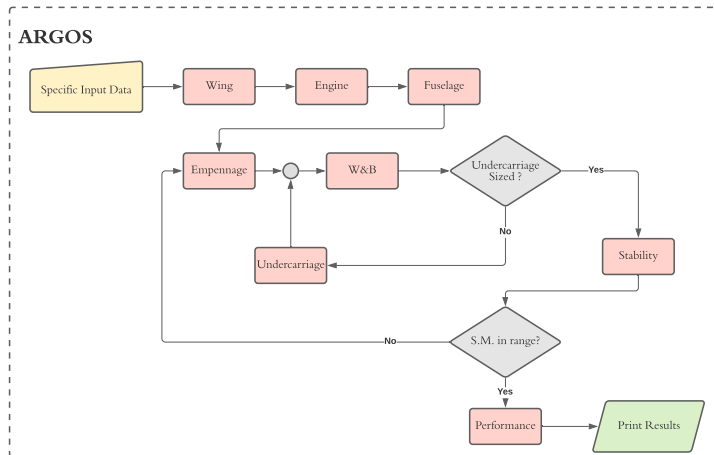 ARGOS
Specific Input Data
Wing
Engine
Fuselage
Empennage
W&B
Undercarriage
Sized ?
Yes
No
Undercarriage
Stability
S.M. in range?
No
Yes
Performance
Print Results